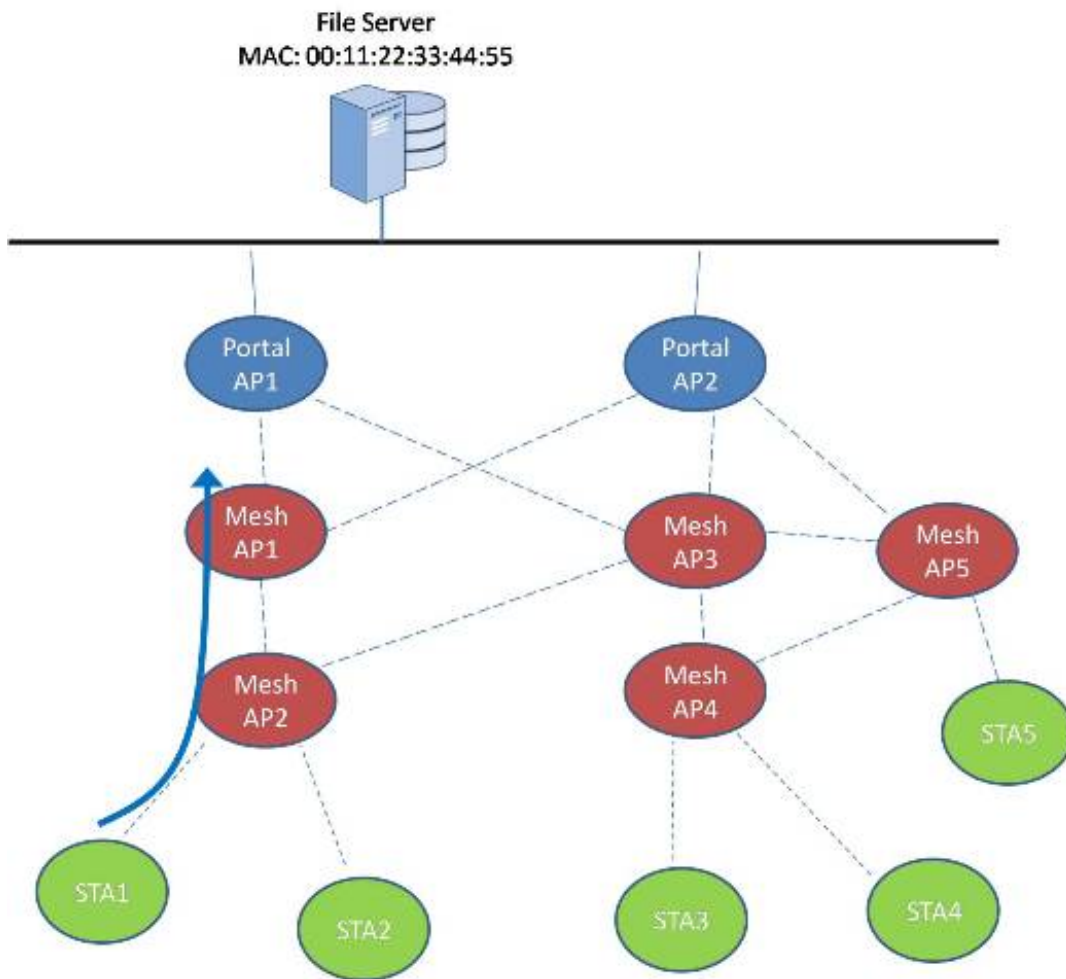 File Server
MAC: 00:11:22:33:44:55
Portal
AP1
Portal
AP2
Mesh
AP1
Mesh
AP3
Mesh
AP5
Mesh
AP2
Mesh
AP4
STA5
STA1
STA2
STA3
STA4